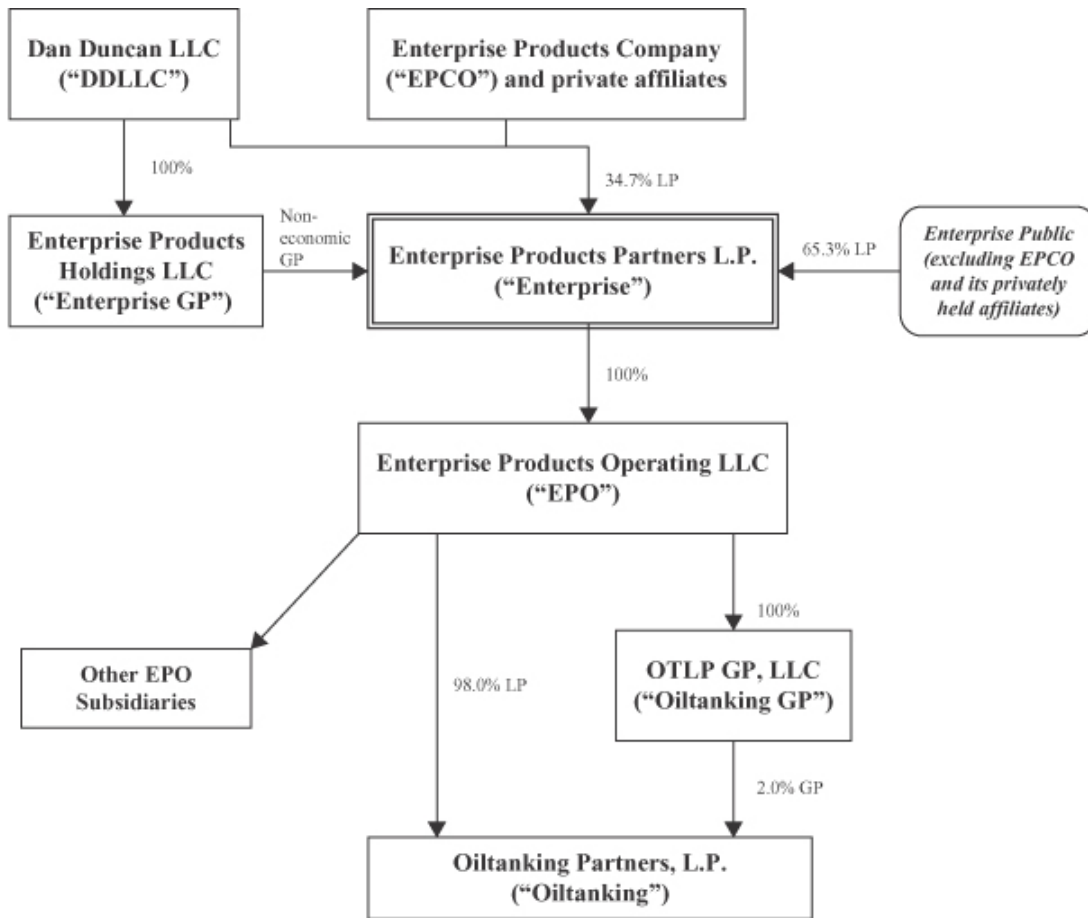 Dan Duncan LLC
(“DDLLC”)
Enterprise Products Company
(“EPCO”) and private affiliates
100%
34.7% LP
Enterprise Products
Holdings LLC
(“Enterprise GP”)
Non-
economic
GP
Enterprise Products Partners L.P.
(“Enterprise”)
65.3% LP
Enterprise Public
(excluding EPCO
and its privately
held affiliates)
100%
Enterprise Products Operating LLC
(“EPO”)
100%
Other EPO
Subsidiaries
98.0% LP
OTLP GP, LLC
(“Oiltanking GP”)
2.0% GP
Oiltanking Partners, L.P.
(“Oiltanking”)